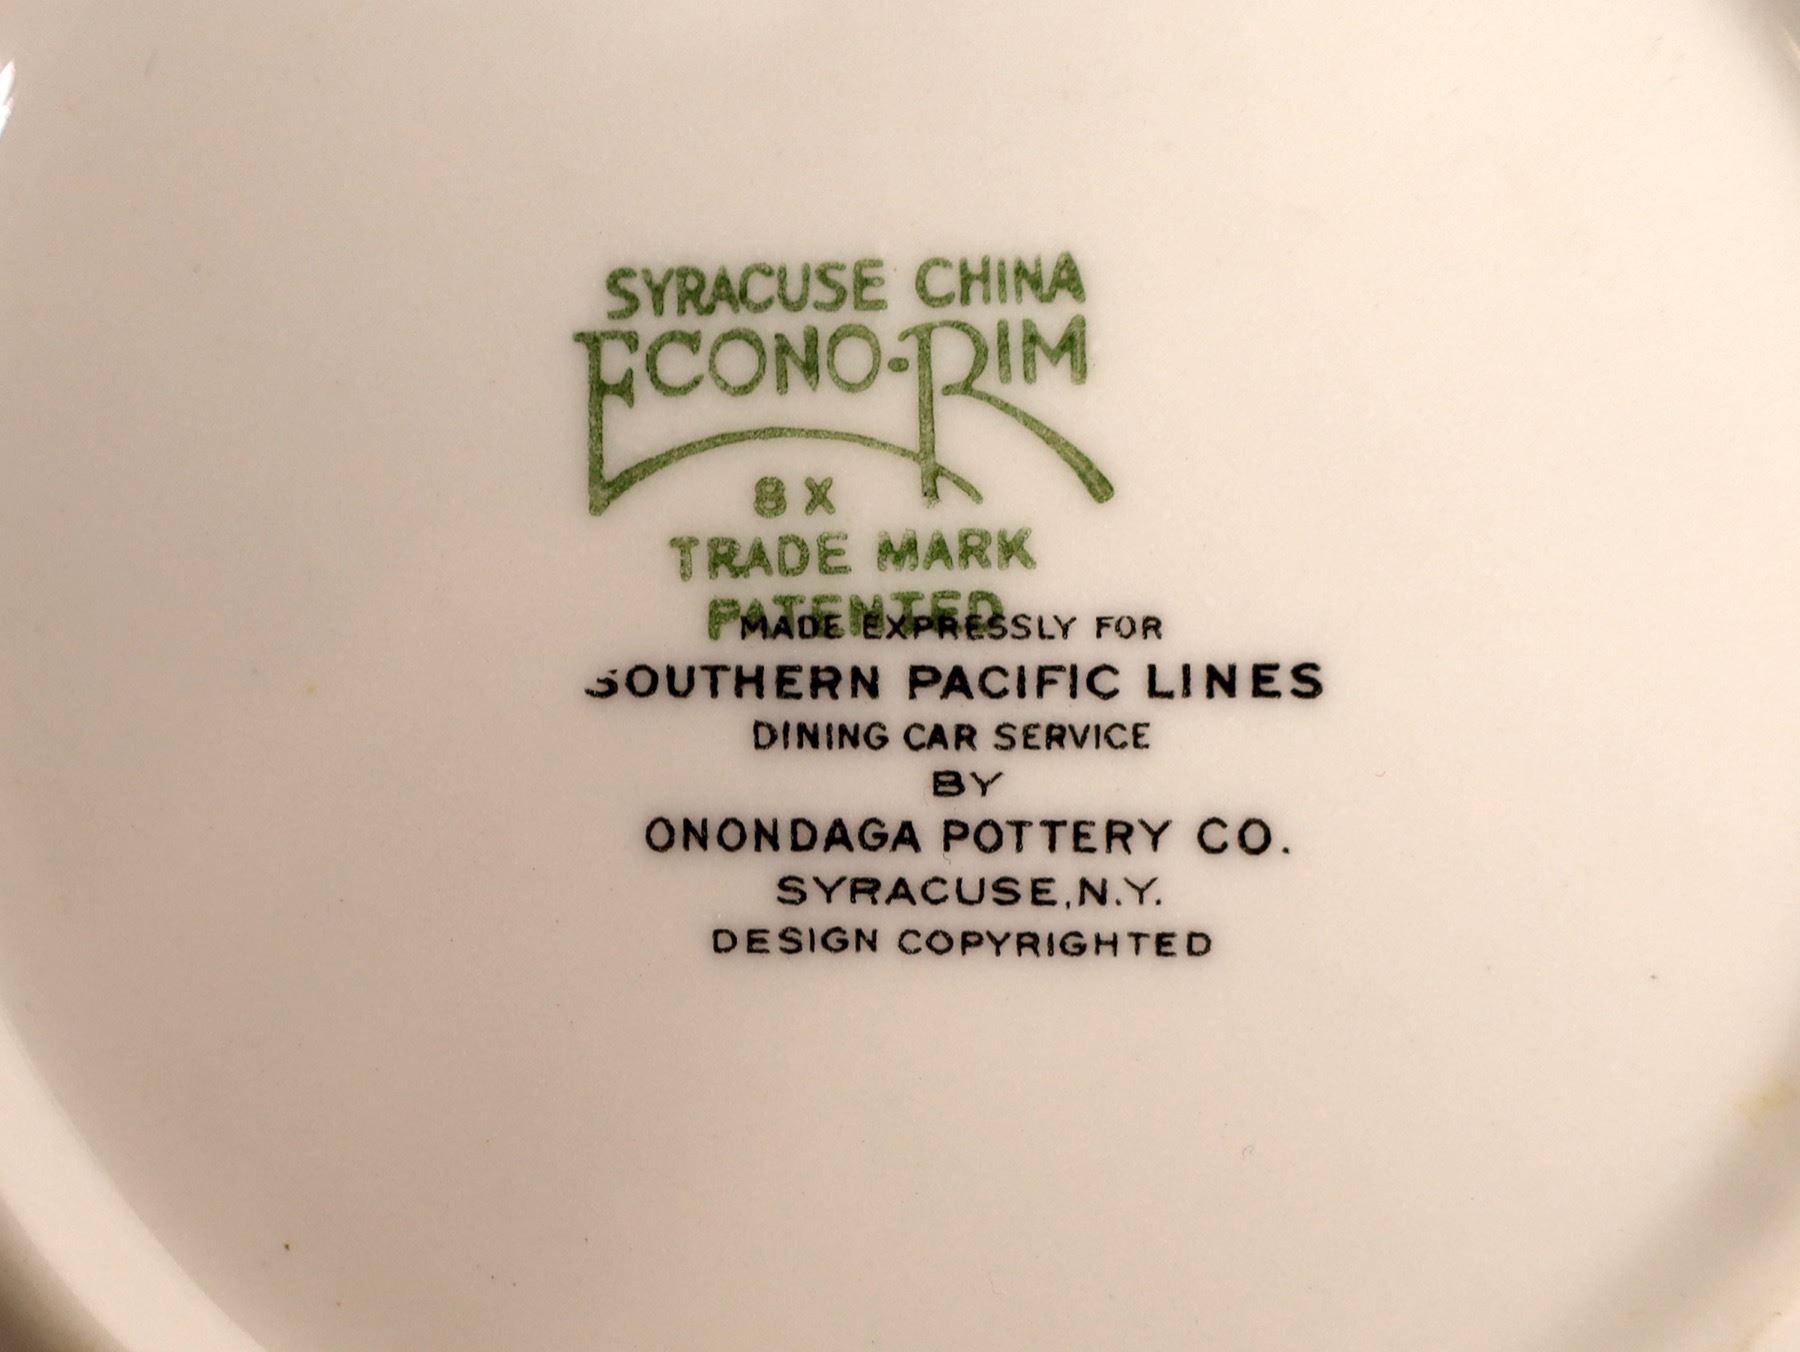 SYRACUSE CHINA
ECONO-RIM
8 X
TRADE MARK
PATENTED
MADE EXPRESSLY FOR
SOUTHERN PACIFIC LINES
DINING CAR SERVICE
BY
ONONDAGA POTTERY CO.
SYRACUSE, N.Y.
DESIGN COPYRIGHTED